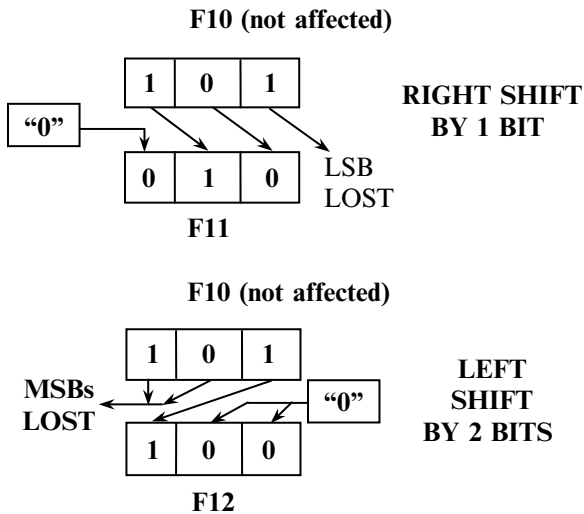 F10 (not affected)
1 0 1
RIGHT SHIFT
BY 1 BIT
“0”
0 1 0
LSB
LOST
F11
F10 (not affected)
1 0 1
MSBs
LOST
“0”
LEFT
SHIFT
BY 2 BITS
1 0 0
F12